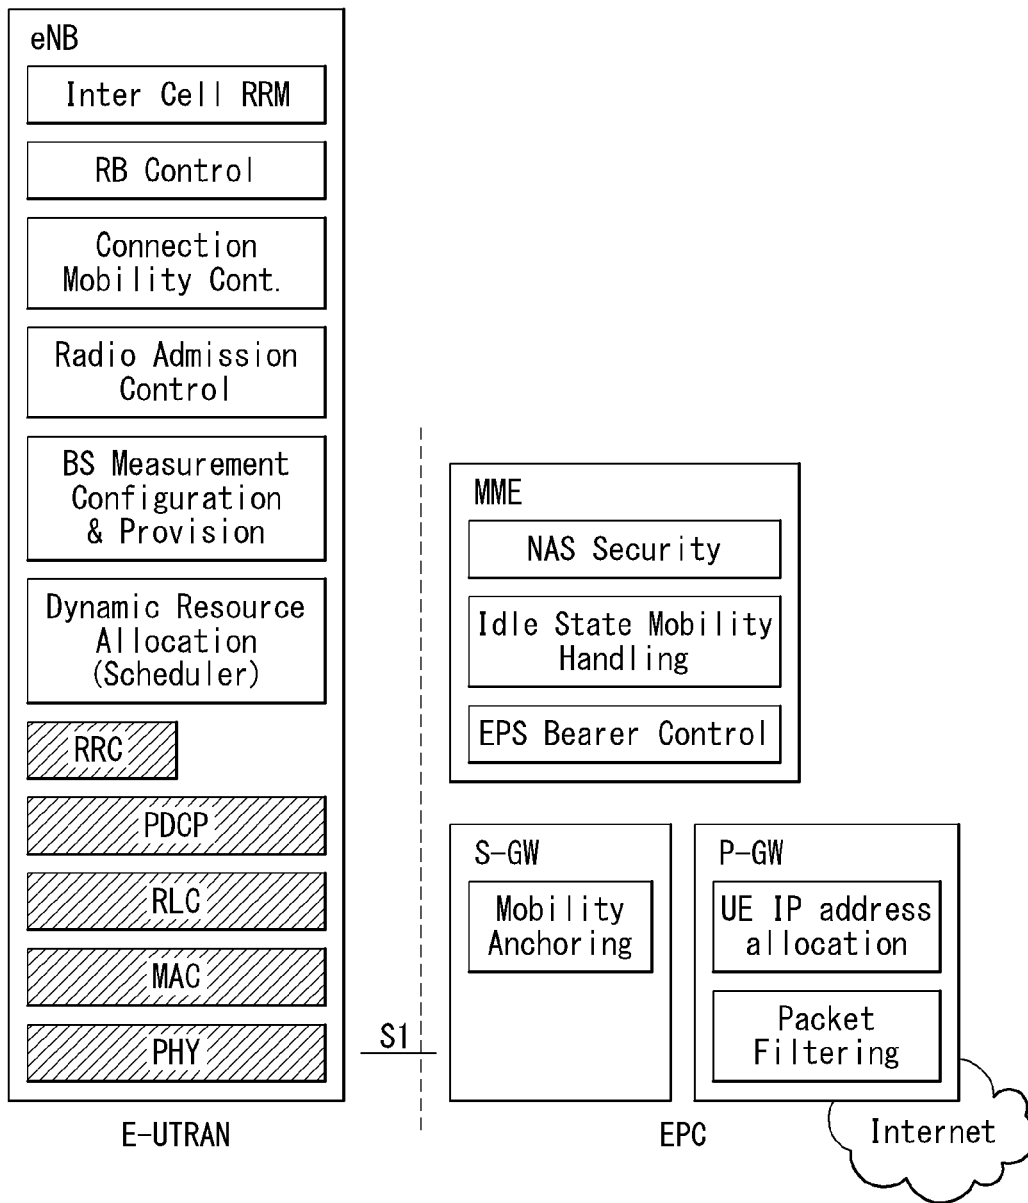 eNB
Inter Cell RRM
RB Control
Connection
Mobility Cont.
Radio Admission
Control
BS Measurement
Configuration
& Provision
Dynamic Resource
Allocation
(Scheduler)
RRC
PDCP
RLC
MAC
PHY
E-UTRAN
S1
MME
NAS Security
Idle State Mobility
Handling
EPS Bearer Control
S-GW
Mobility
Anchoring
P-GW
UE IP address
allocation
Packet
Filtering
EPC
Internet